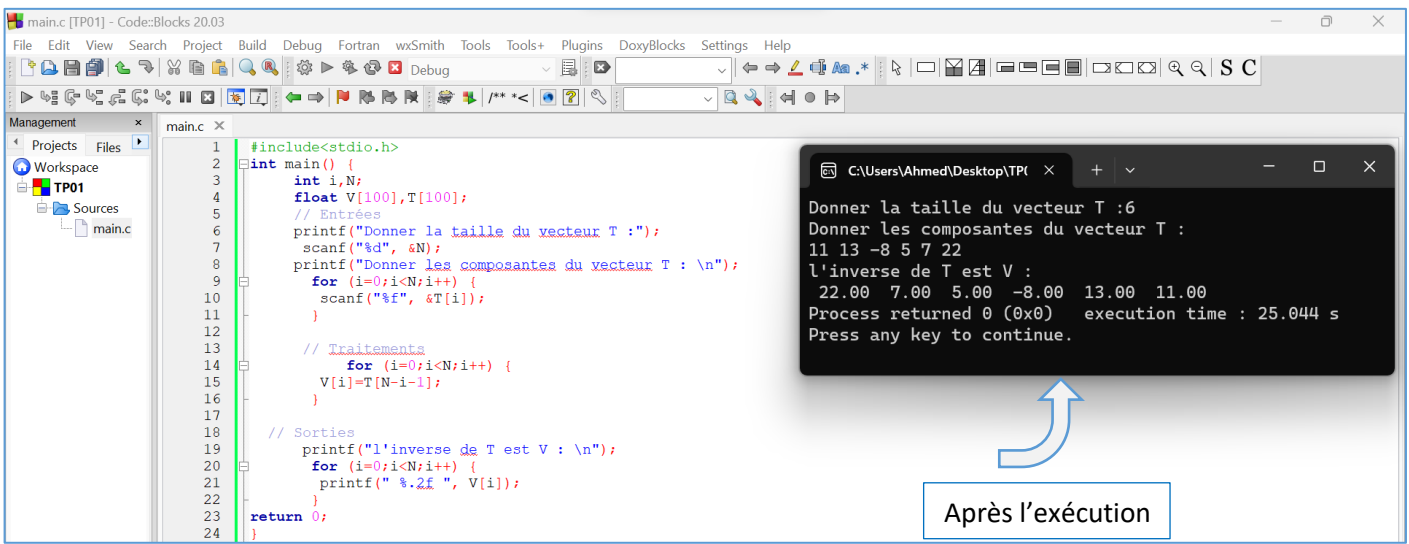 main.c [TP01] - Code::Blocks 20.03
File Edit View Search Project Build Debug Fortran wxSmith Tools Tools+ Plugins DoxyBlocks Settings Help
Debug
Aa .* S C
/** *<
Management × main.c ×
Projects Files
Workspace
TP01
Sources
main.c
1 #include<stdio.h>
2 int main() {
3 int i,N;
4 float V[100],T[100];
5 // Entrées
6 printf("Donner la taille du vecteur T :");
7 scanf("%d", &N);
8 printf("Donner les composantes du vecteur T : \n");
9 for (i=0;i<N;i++) {
10 scanf("%f", &T[i]);
11 }
12
13 // Traitements
14 for (i=0;i<N;i++) {
15 V[i]=T[N-i-1];
16 }
17
18 // Sorties
19 printf("l'inverse de T est V : \n");
20 for (i=0;i<N;i++) {
21 printf(" %.2f ", V[i]);
22 }
23 return 0;
24 }
C:\Users\Ahmed\Desktop\TP(
Donner la taille du vecteur T :6
Donner les composantes du vecteur T :
11 13 -8 5 7 22
l'inverse de T est V :
22.00 7.00 5.00 -8.00 13.00 11.00
Process returned 0 (0x0) execution time : 25.044 s
Press any key to continue.
Après l'exécution